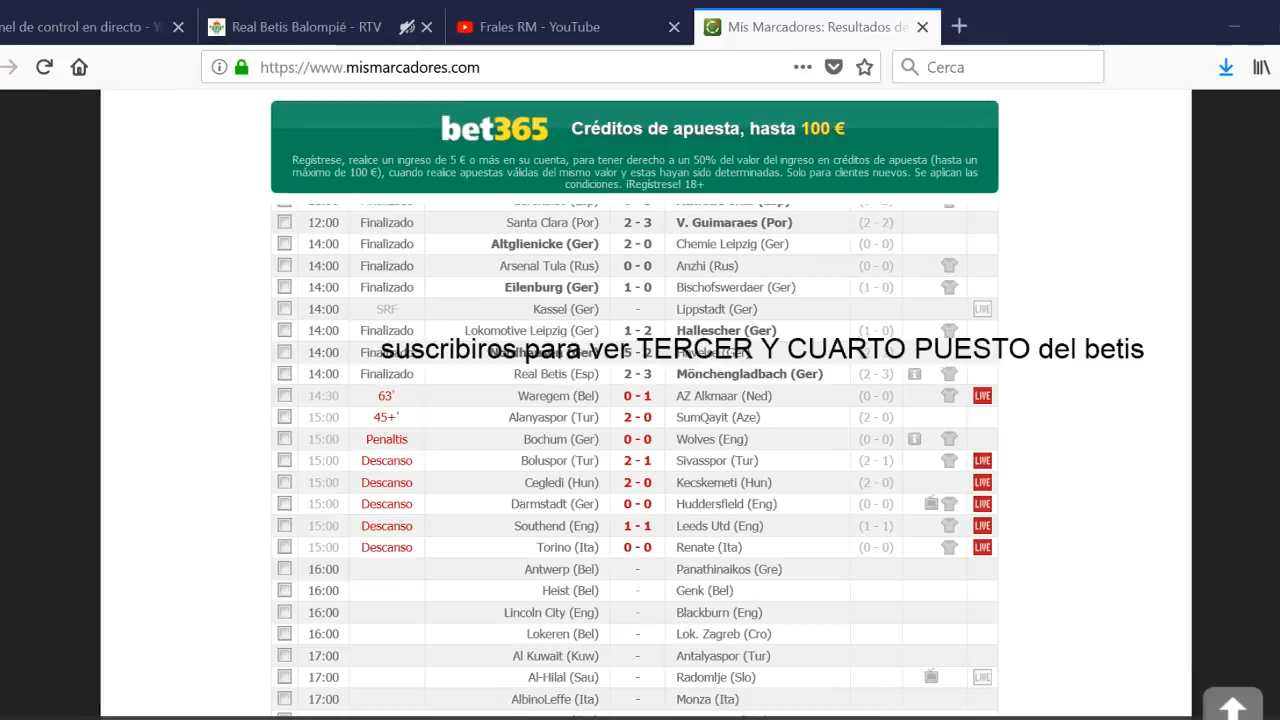 nel de control en directo - Yo
Real Betis Balompié - RTV
Frales RM - YouTube
Mis Marcadores: Resultados de
https://www.mismarcadores.com
Cerca
bet365 Créditos de apuesta, hasta 100 €
Regístrese, realice un ingreso de 5 € o más en su cuenta, para tener derecho a un 50% del valor del ingreso en créditos de apuesta (hasta un
máximo de 100 €), cuando realice apuestas válidas del mismo valor y estas hayan sido determinadas. Solo para clientes nuevos. Se aplican las
condiciones. ¡Regístrese! 18+
12:00 Finalizado Santa Clara (Por) 2 - 3 V. Guimaraes (Por) (2 - 2)
14:00 Finalizado Altglienicke (Ger) 2 - 0 Chemie Leipzig (Ger) (0 - 0)
14:00 Finalizado Arsenal Tula (Rus) 0 - 0 Anzhi (Rus) (0 - 0)
14:00 Finalizado Eilenburg (Ger) 1 - 0 Bischofswerdaer (Ger) (1 - 0)
14:00 SRF Kassel (Ger) - Lippstadt (Ger) LIVE
14:00 Finalizado Lokomotive Leipzig (Ger) 1 - 2 Hallescher (Ger) (1 - 0)
suscribiros para ver TERCER Y CUARTO PUESTO del betis
14:00 Finalizado
14:00 Finalizado Real Betis (Esp) 2 - 3 Mönchengladbach (Ger) (2 - 3)
14:30 63' Waregem (Bel) 0 - 1 AZ Alkmaar (Ned) (0 - 0) LIVE
15:00 45+' Alanyaspor (Tur) 2 - 0 SumQayit (Aze) (2 - 0)
15:00 Penaltis Bochum (Ger) 0 - 0 Wolves (Eng) (0 - 0)
15:00 Descanso Boluspor (Tur) 2 - 1 Sivasspor (Tur) (2 - 1) LIVE
15:00 Descanso Cegledi (Hun) 2 - 0 Kecskemeti (Hun) (2 - 0) LIVE
15:00 Descanso Darmstadt (Ger) 0 - 0 Huddersfield (Eng) (0 - 0) LIVE
15:00 Descanso Southend (Eng) 1 - 1 Leeds Utd (Eng) (1 - 1) LIVE
15:00 Descanso Torino (Ita) 0 - 0 Renate (Ita) (0 - 0) LIVE
16:00 Antwerp (Bel) - Panathinaikos (Gre)
16:00 Heist (Bel) - Genk (Bel)
16:00 Lincoln City (Eng) - Blackburn (Eng)
16:00 Lokeren (Bel) - Lok. Zagreb (Cro)
17:00 Al Kuwait (Kuw) - Antalyaspor (Tur)
17:00 Al-Hilal (Sau) - Radomlje (Slo) LIVE
17:00 AlbinoLeffe (Ita) - Monza (Ita)